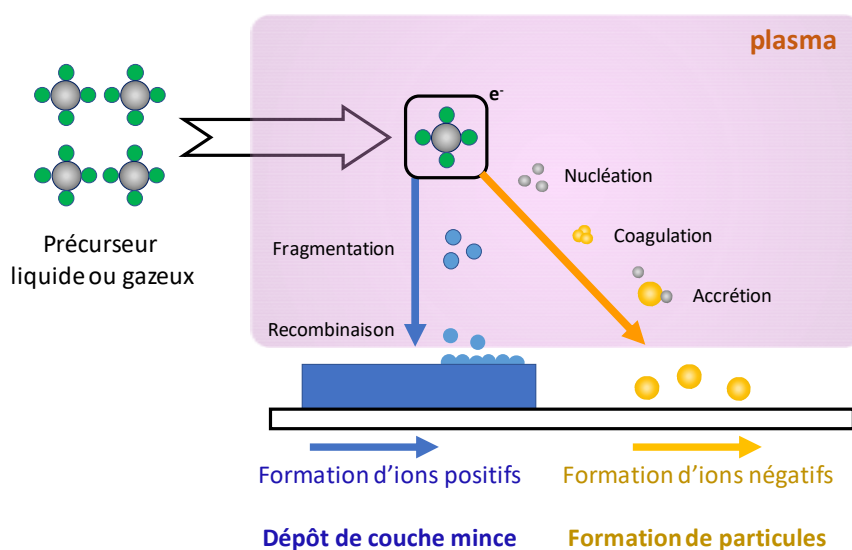 plasma
e-
Nucléation
Précurseur
liquide ou gazeux
Fragmentation
Coagulation
Accrétion
Recombinaison
Formation d'ions positifs
Formation d'ions négatifs
Dépôt de couche mince
Formation de particules